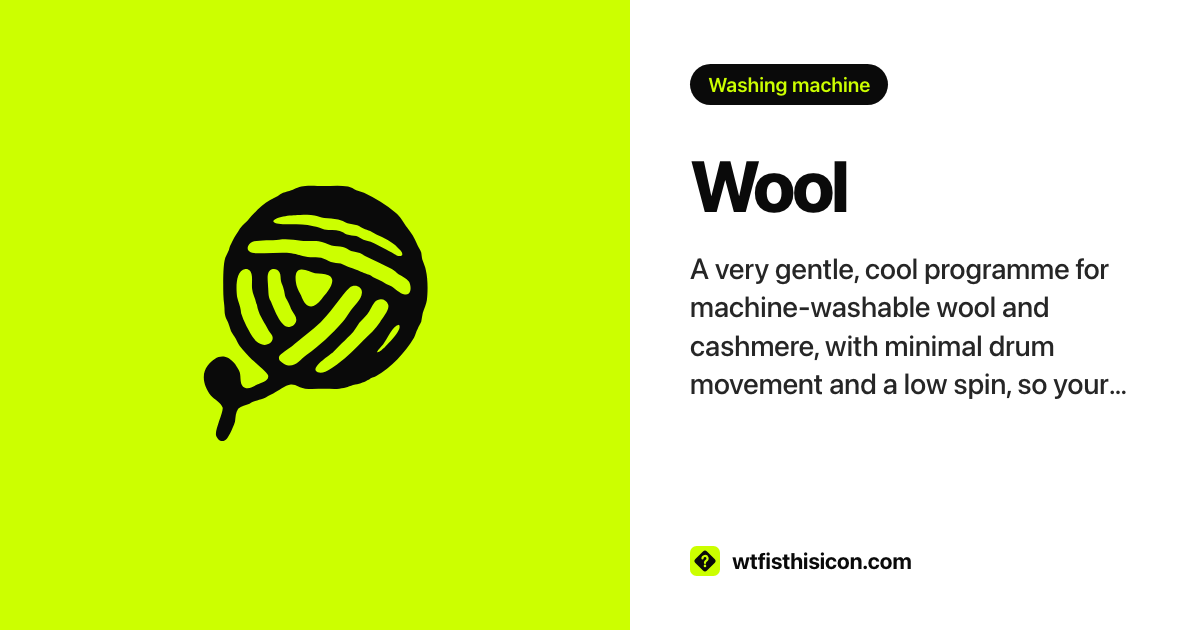 Washing machine
Wool
A very gentle, cool programme for
machine-washable wool and
cashmere, with minimal drum
movement and a low spin, so your...
wtfisthisicon.com